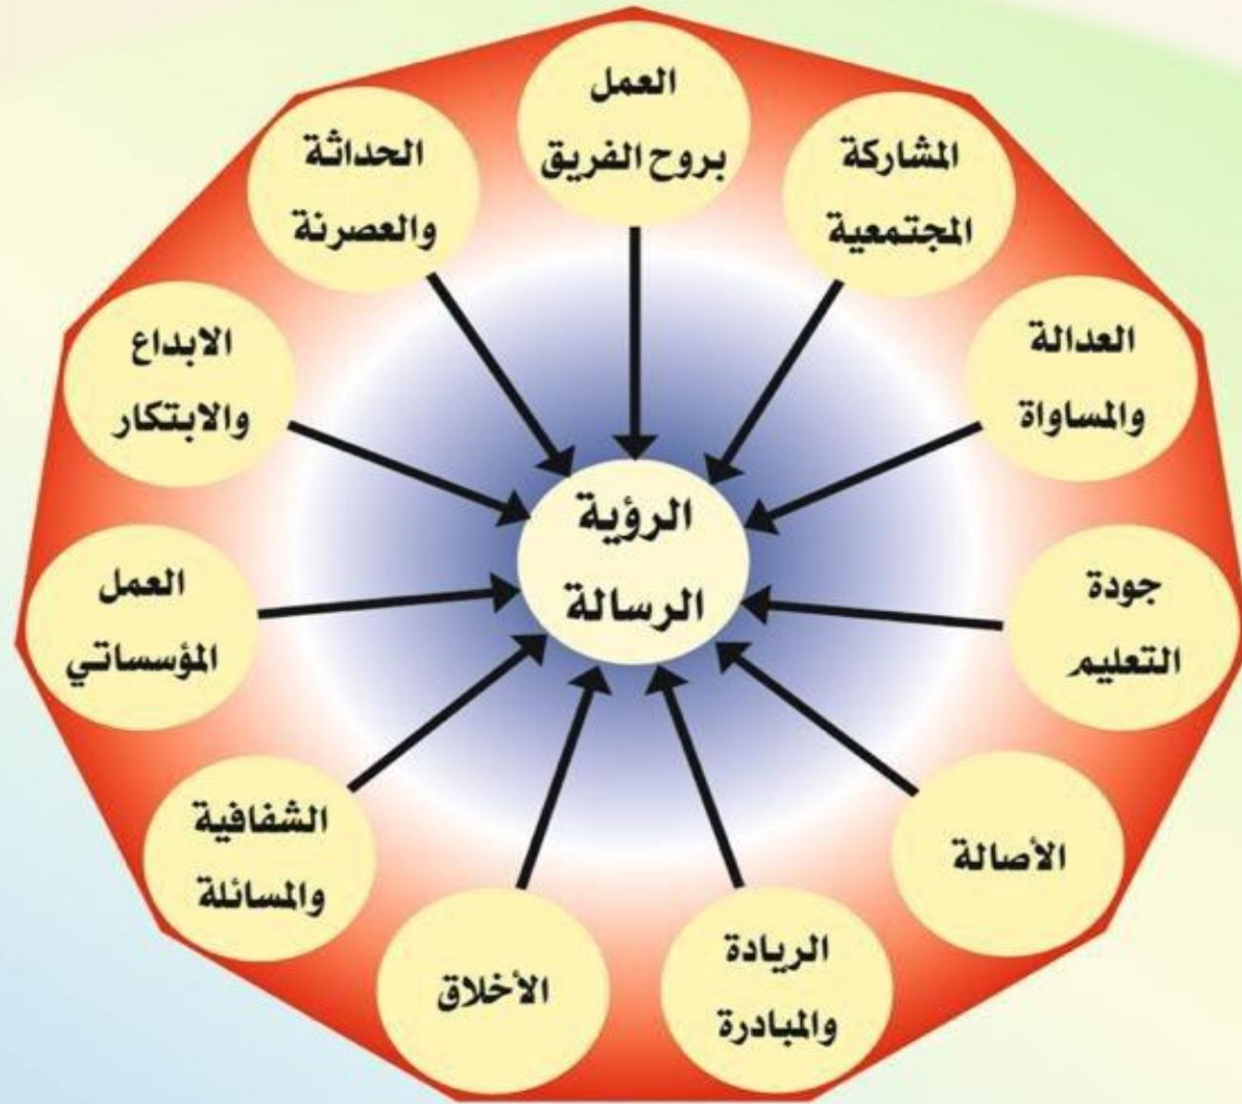 العمل
بروح الفريق
المشاركة
المجتمعية
العدالة
والمساواة
جودة
التعليم
الأصالة
الريادة
والمبادرة
الأخلاق
الشفافية
والمسائلة
العمل
المؤسساتي
الابداع
والابتكار
الحداثة
والعصرنة
الرؤية
الرسالة